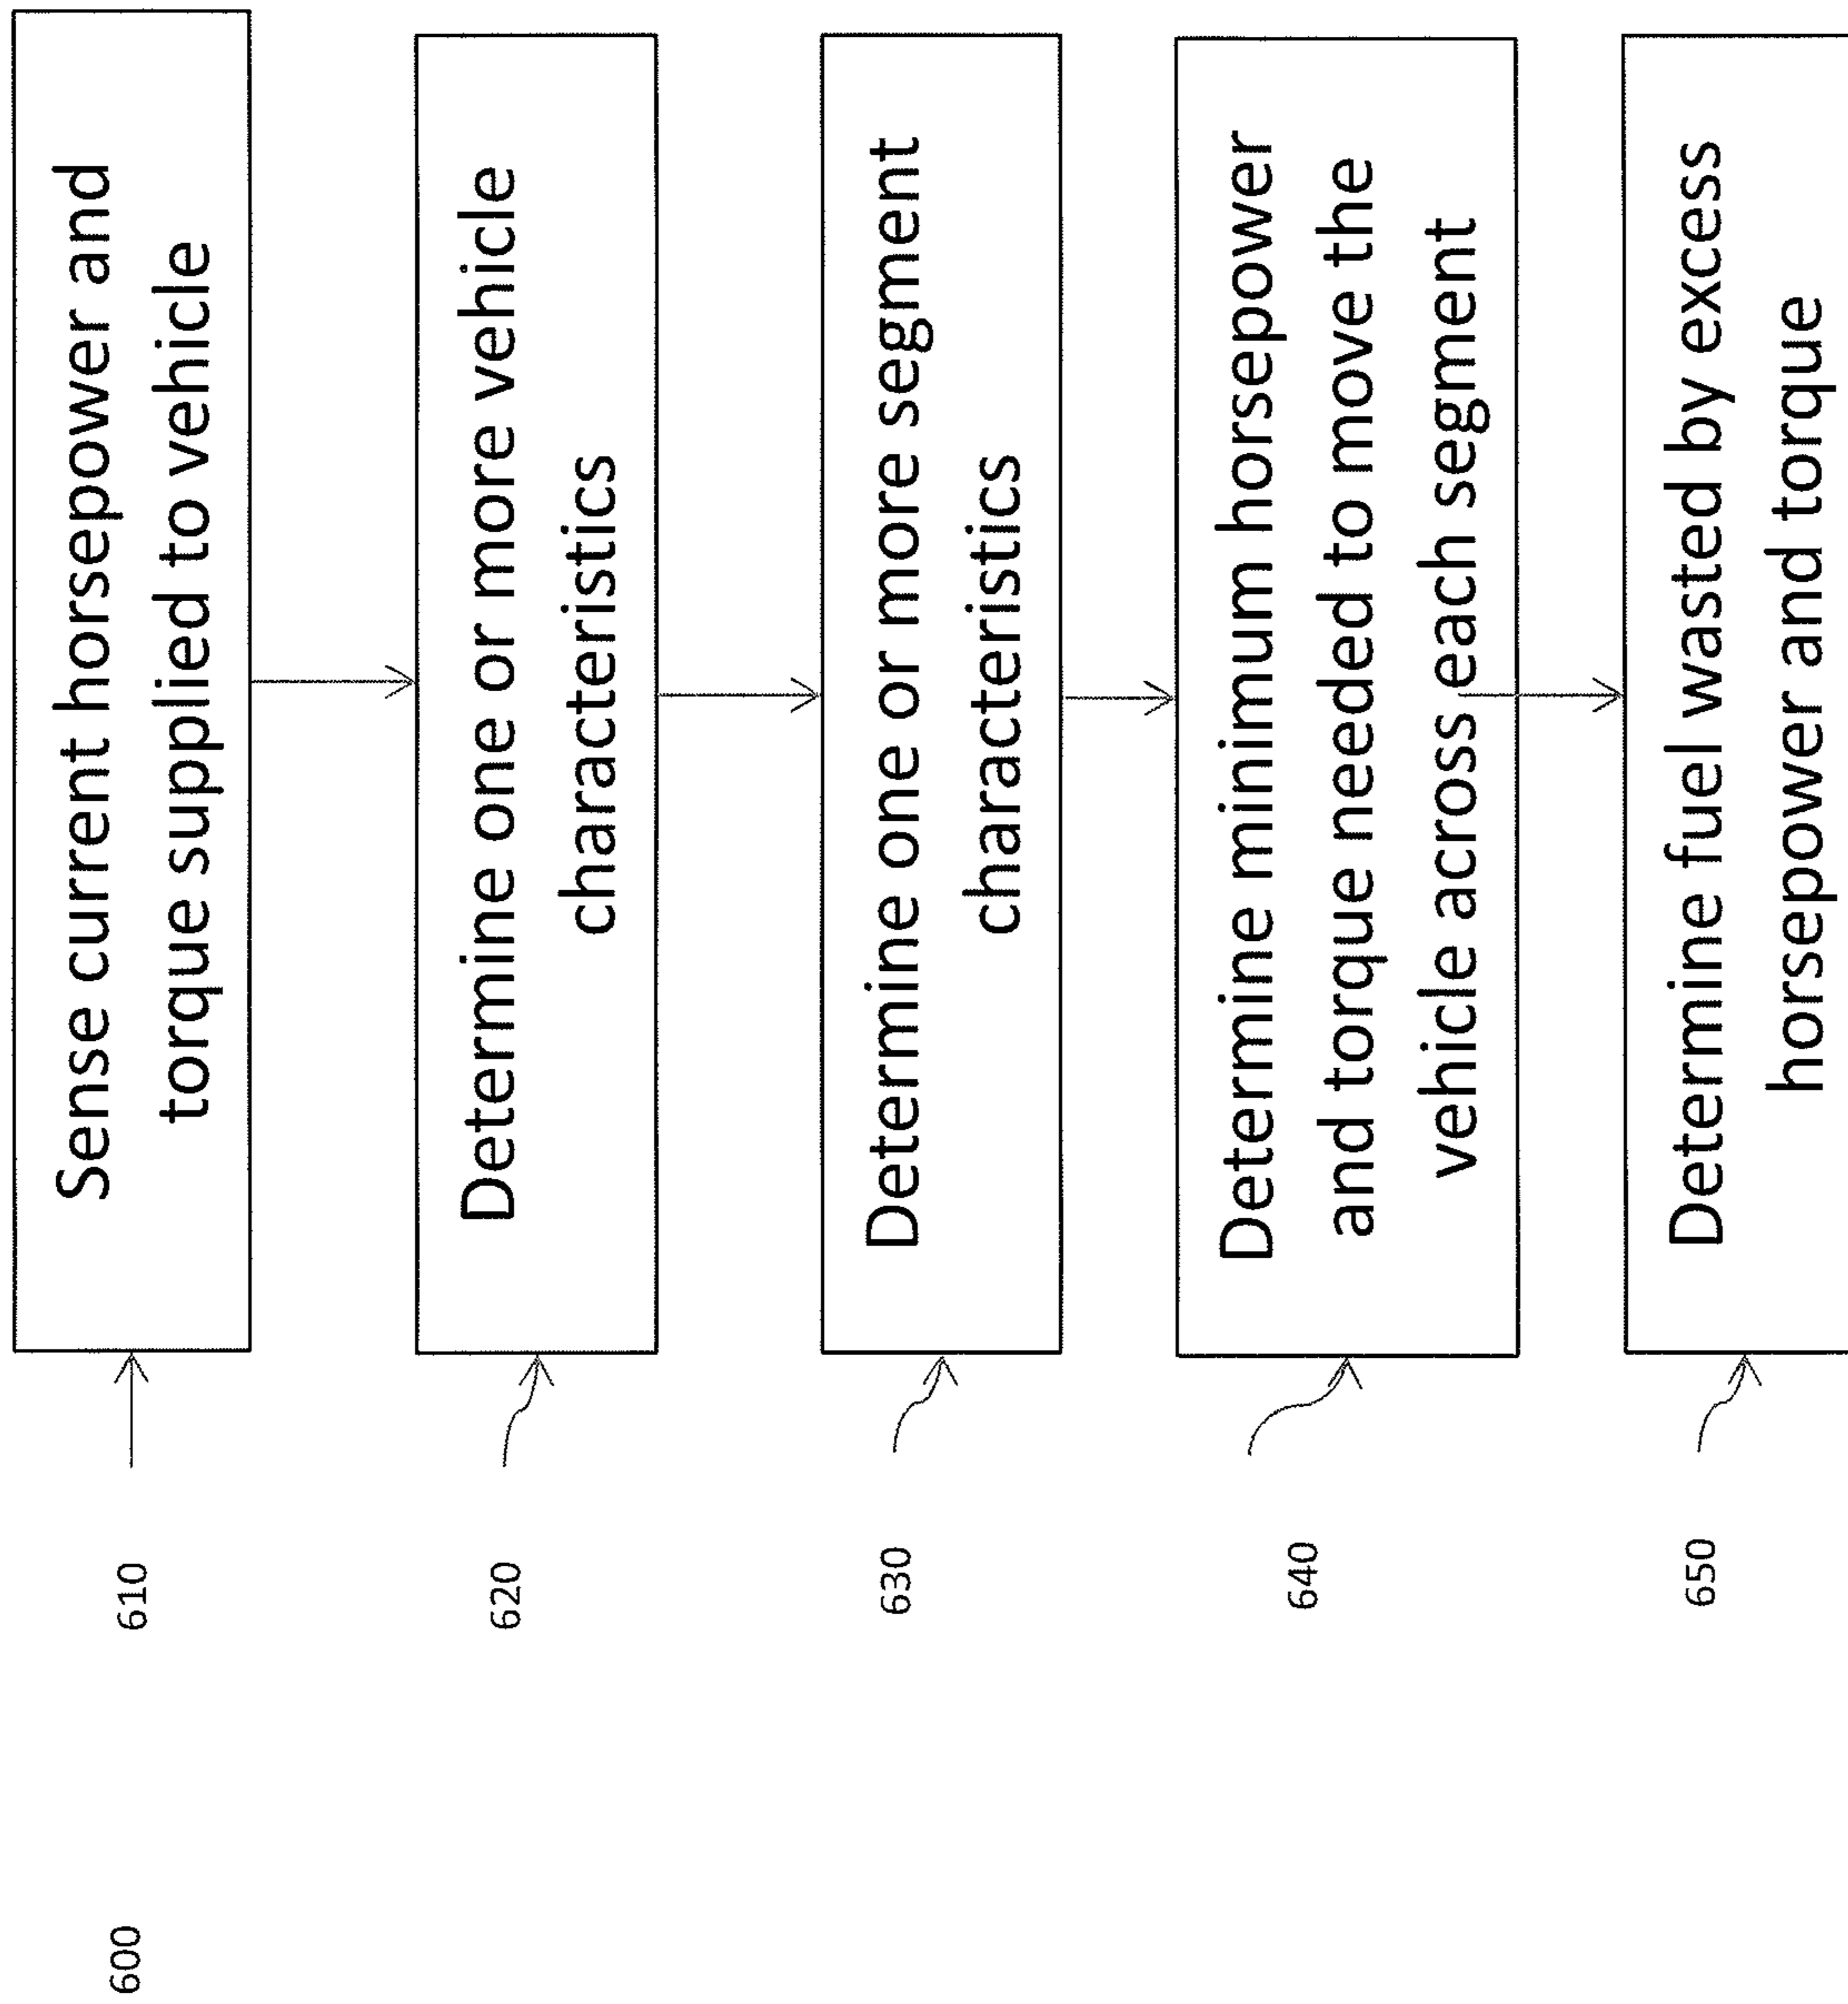 600
610
Sense current horsepower and
torque supplied to vehicle
620
Determine one or more vehicle
characteristics
630
Determine one or more segment
characteristics
640
Determine minimum horsepower
and torque needed to move the
vehicle across each segment
650
Determine fuel wasted by excess
horsepower and torque